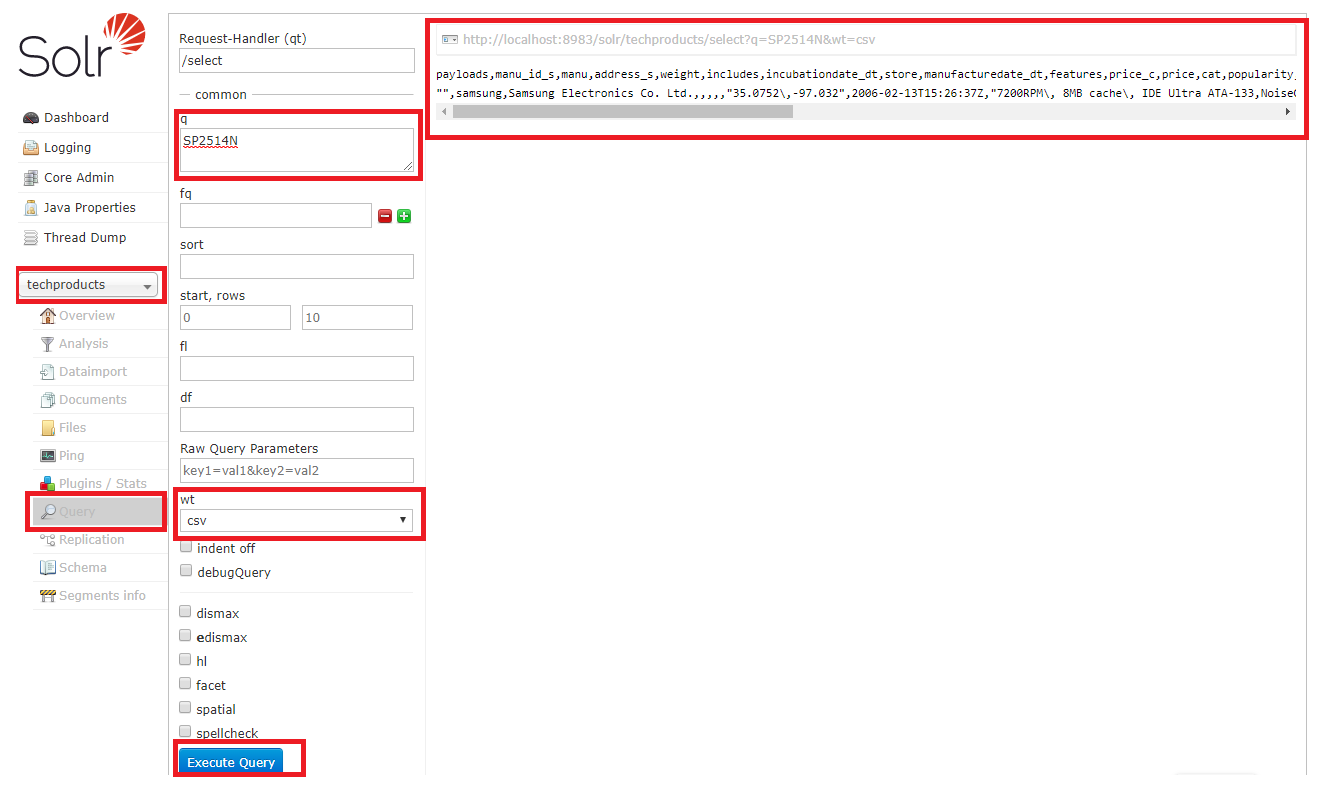 Solr
Dashboard
Logging
Core Admin
Java Properties
Thread Dump
techproducts
Overview
Analysis
Dataimport
Documents
Files
Ping
Plugins / Stats
Query
Replication
Schema
Segments info
Request-Handler (qt)
/select
common
q
SP2514N
fq
sort
start, rows
0 10
fl
df
Raw Query Parameters
key1=val1&key2=val2
wt
csv
indent off
debugQuery
dismax
edismax
hl
facet
spatial
spellcheck
Execute Query
http://localhost:8983/solr/techproducts/select?q=SP2514N&wt=csv
payloads,manu_id_s,manu,address_s,weight,includes,incubationdate_dt,store,manufacturedate_dt,features,price_c,price,cat,popularity,
"",samsung,Samsung Electronics Co. Ltd.,,,,,"35.0752\,-97.032",2006-02-13T15:26:37Z,"7200RPM\, 8MB cache\, IDE Ultra ATA-133,Noise